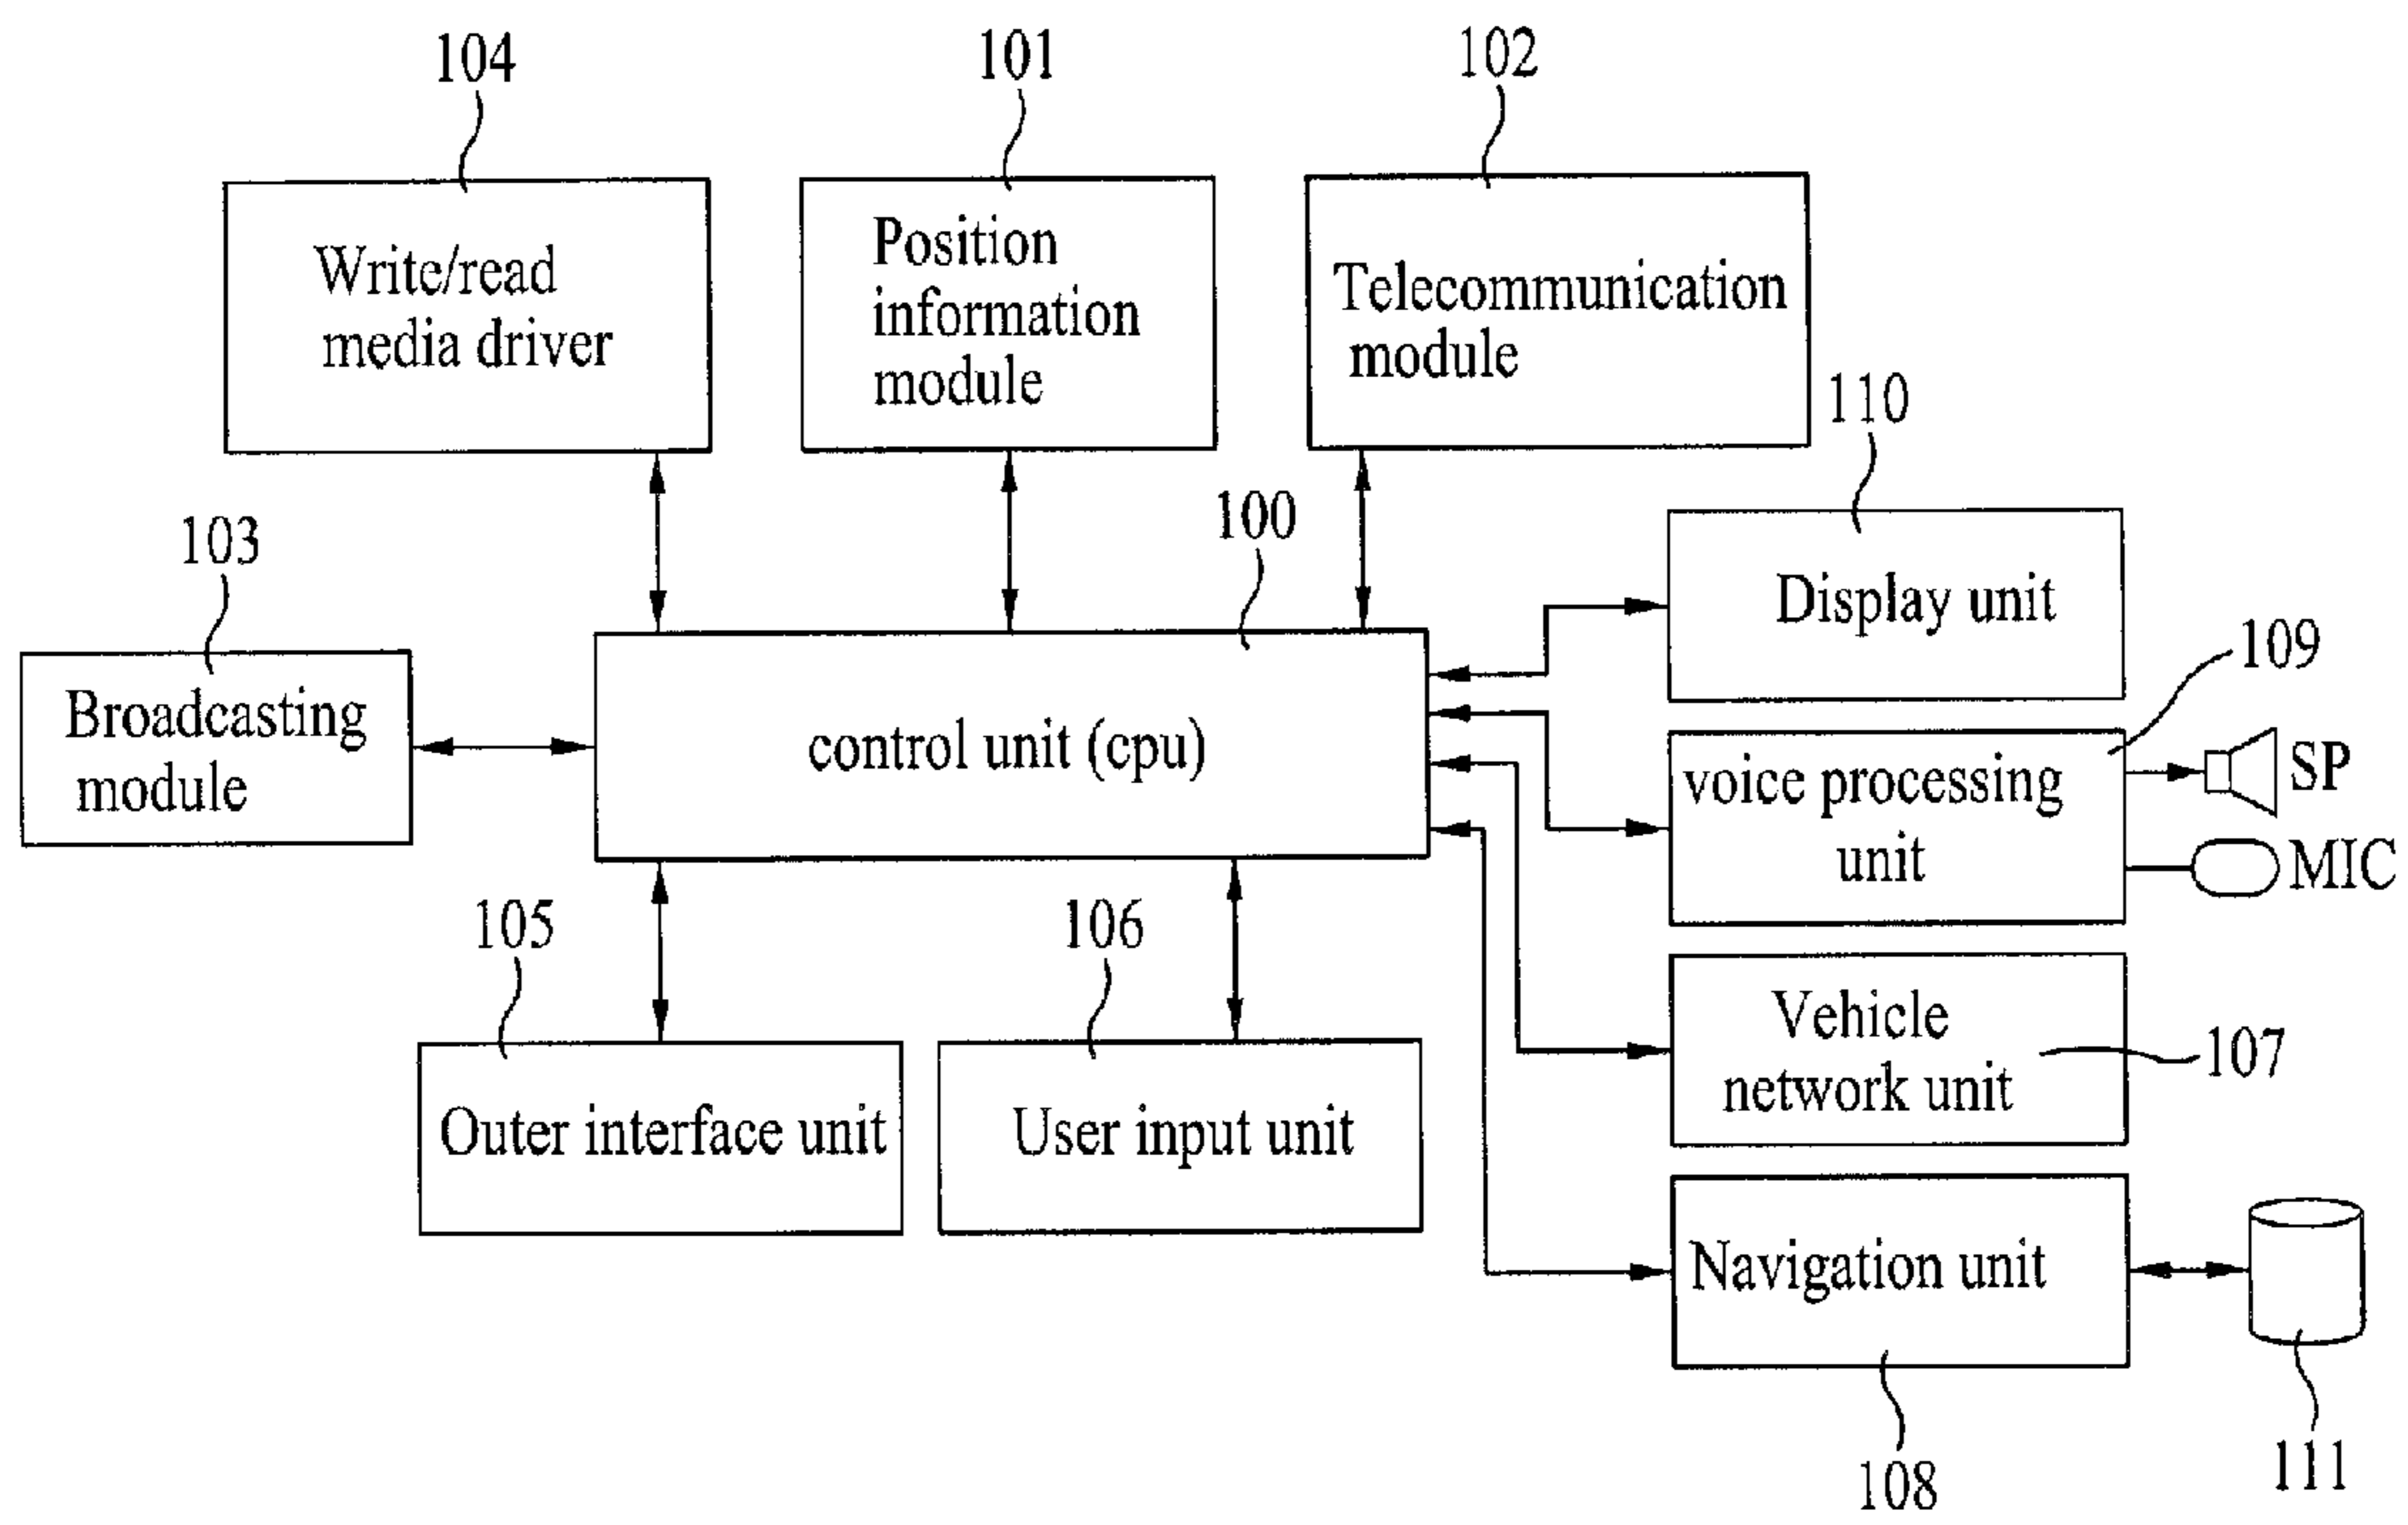 104
101
102
Write/read
media driver
Position
information
module
Telecommunication
module
110
100
103
Display unit
109
Broadcasting
module
control unit (cpu)
voice processing
unit
SP
MIC
105
106
Vehicle
network unit
107
Outer interface unit
User input unit
Navigation unit
108
111